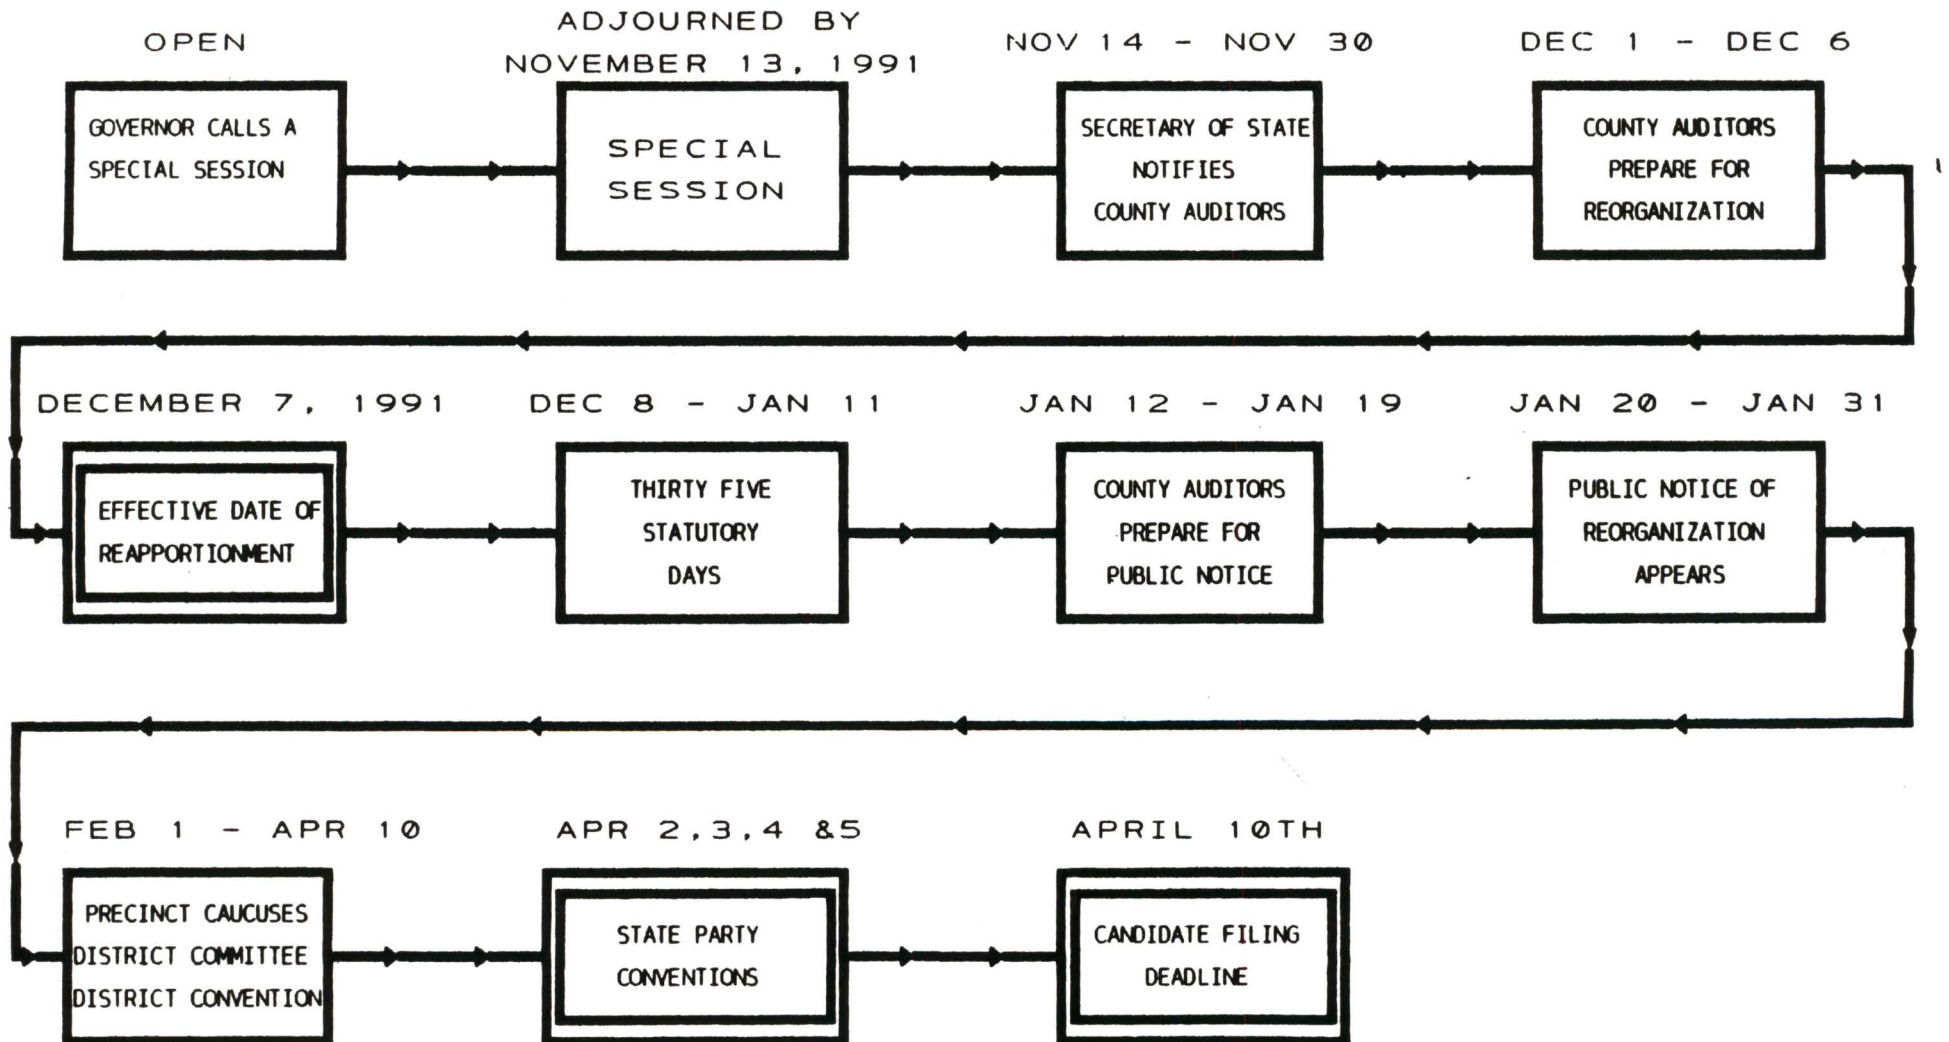 OPEN
GOVERNOR CALLS A
SPECIAL SESSION
ADJOURNED BY
NOVEMBER 13, 1991
SPECIAL
SESSION
NOV 14 - NOV 30
SECRETARY OF STATE
NOTIFIES
COUNTY AUDITORS
DEC 1 - DEC 6
COUNTY AUDITORS
PREPARE FOR
REORGANIZATION
DECEMBER 7, 1991
EFFECTIVE DATE OF
REAPPORTIONMENT
DEC 8 - JAN 11
THIRTY FIVE
STATUTORY
DAYS
JAN 12 - JAN 19
COUNTY AUDITORS
PREPARE FOR
PUBLIC NOTICE
JAN 20 - JAN 31
PUBLIC NOTICE OF
REORGANIZATION
APPEARS
FEB 1 - APR 10
PRECINCT CAUCUSES
DISTRICT COMMITTEE
DISTRICT CONVENTION
APR 2,3,4 &5
STATE PARTY
CONVENTIONS
APRIL 10TH
CANDIDATE FILING
DEADLINE